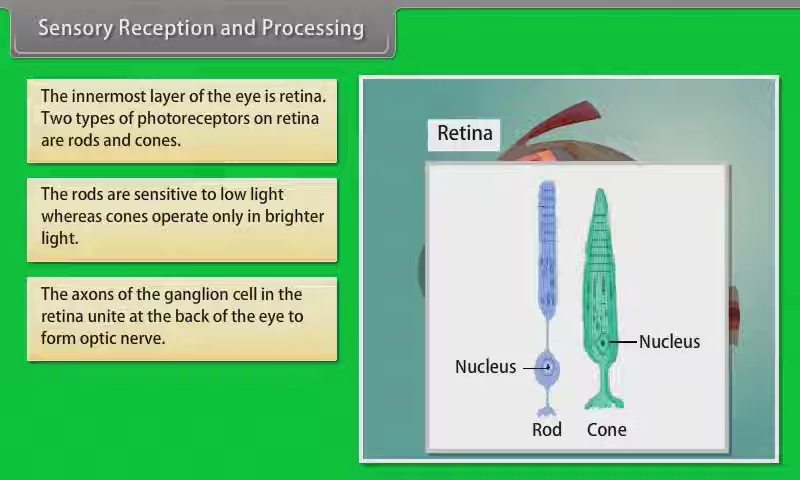 Sensory Reception and Processing
The innermost layer of the eye is retina.
Two types of photoreceptors on retina
are rods and cones.
The rods are sensitive to low light
whereas cones operate only in brighter
light.
The axons of the ganglion cell in the
retina unite at the back of the eye to
form optic nerve.
Retina
Nucleus
Nucleus
Rod
Cone